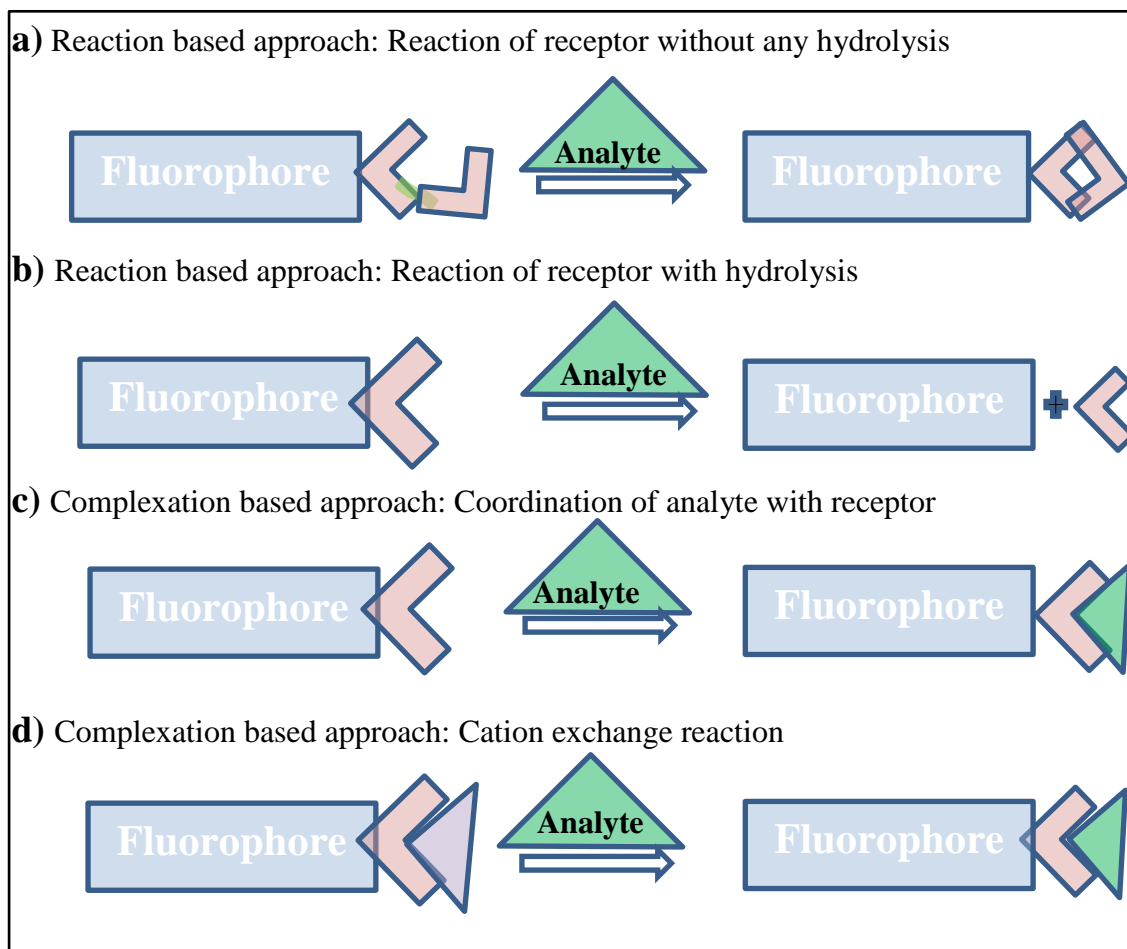 a) Reaction based approach: Reaction of receptor without any hydrolysis
Fluorophore Analyte Fluorophore
b) Reaction based approach: Reaction of receptor with hydrolysis
Fluorophore Analyte Fluorophore +
c) Complexation based approach: Coordination of analyte with receptor
Fluorophore Analyte Fluorophore
d) Complexation based approach: Cation exchange reaction
Fluorophore Analyte Fluorophore